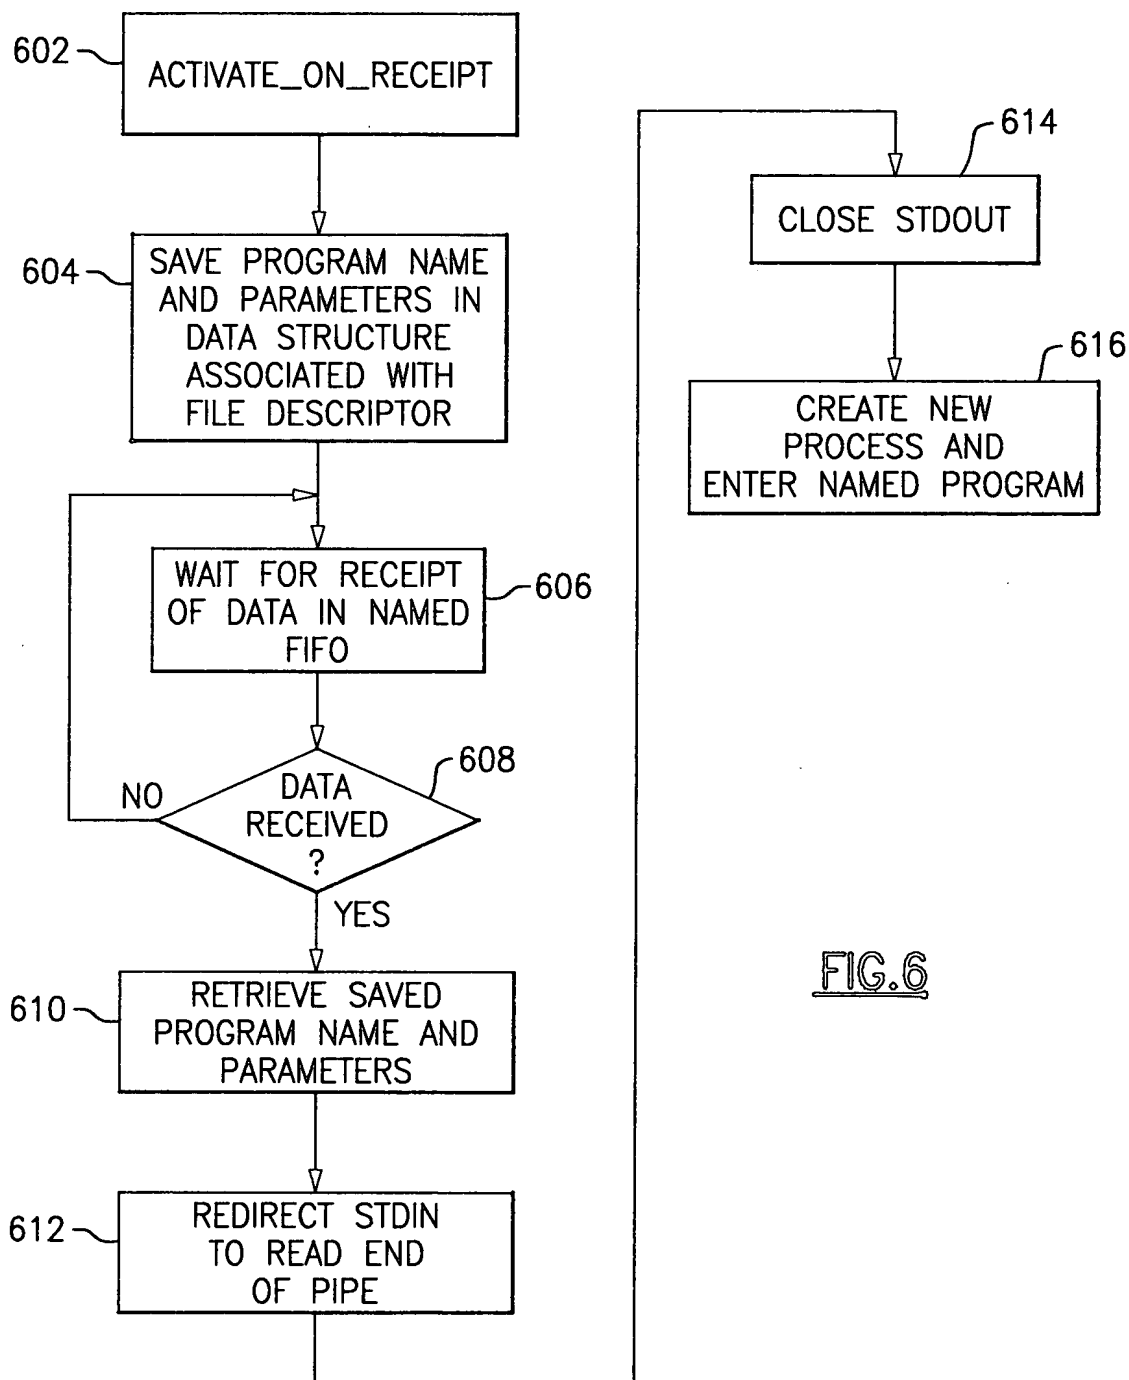 602
ACTIVATE_ON_RECEIPT
604
SAVE PROGRAM NAME
AND PARAMETERS IN
DATA STRUCTURE
ASSOCIATED WITH
FILE DESCRIPTOR
WAIT FOR RECEIPT
OF DATA IN NAMED
FIFO
606
608
DATA
RECEIVED
?
NO
YES
610
RETRIEVE SAVED
PROGRAM NAME AND
PARAMETERS
612
REDIRECT STDIN
TO READ END
OF PIPE
614
CLOSE STDOUT
616
CREATE NEW
PROCESS AND
ENTER NAMED PROGRAM
FIG.6